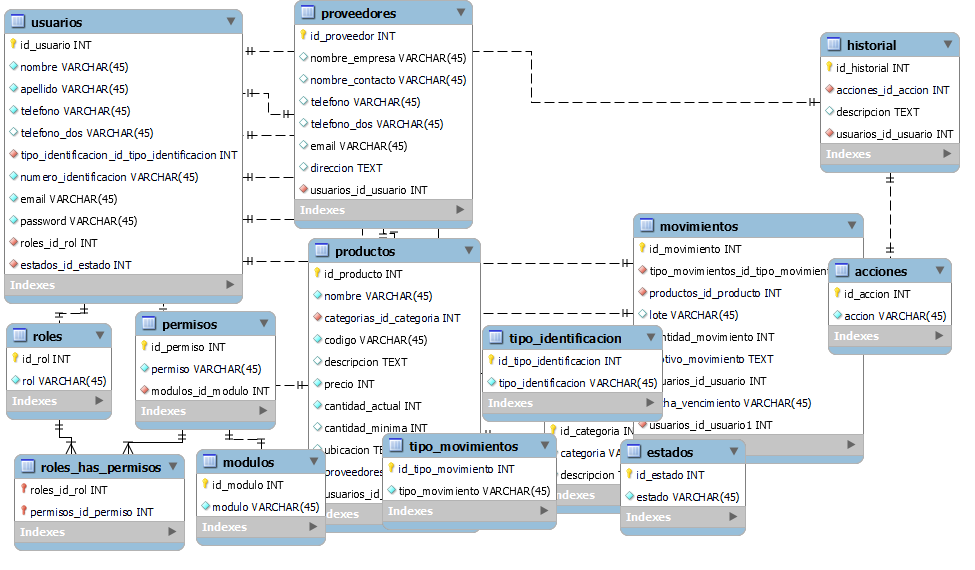 usuarios
id_usuario INT
nombre VARCHAR(45)
apellido VARCHAR(45)
telefono VARCHAR(45)
telefono_dos VARCHAR(45)
tipo_identificacion_id_tipo_identificacion INT
numero_identificacion VARCHAR(45)
email VARCHAR(45)
password VARCHAR(45)
roles_id_rol INT
estados_id_estado INT
Indexes
proveedores
id_proveedor INT
nombre_empresa VARCHAR(45)
nombre_contacto VARCHAR(45)
telefono VARCHAR(45)
telefono_dos VARCHAR(45)
email VARCHAR(45)
direccion TEXT
usuarios_id_usuario INT
Indexes
historial
id_historial INT
acciones_id_accion INT
descripcion TEXT
usuarios_id_usuario INT
Indexes
movimientos
id_movimiento INT
tipo_movimientos_id_tipo_movimien
productos_id_producto INT
lote VARCHAR(45)
ntidad_movimiento INT
otivo_movimiento TEXT
uarios_id_usuario INT
ha_vencimiento VARCHAR(45)
usuarios_id_usuario1 INT
acciones
id_accion INT
accion VARCHAR(45)
Indexes
productos
id_producto INT
nombre VARCHAR(45)
categorias_id_categoria INT
codigo VARCHAR(45)
descripcion TEXT
precio INT
cantidad_actual INT
cantidad_minima INT
ubicacion TE
proveedores
usuarios_id
dexes
tipo_identificacion
id_tipo_identificacion INT
tipo_identificacion VARCHAR(45)
Indexes
roles
id_rol INT
rol VARCHAR(45)
Indexes
permisos
id_permiso INT
permiso VARCHAR(45)
modulos_id_modulo INT
Indexes
id_categoria INT
categoria VA
descripcion
ndexes
roles_has_permisos
roles_id_rol INT
permisos_id_permiso INT
Indexes
modulos
id_modulo INT
modulo VARCHAR(45)
Indexes
tipo_movimientos
id_tipo_movimiento INT
tipo_movimiento VARCHAR(45)
Indexes
estados
id_estado INT
estado VARCHAR(45)
Indexes